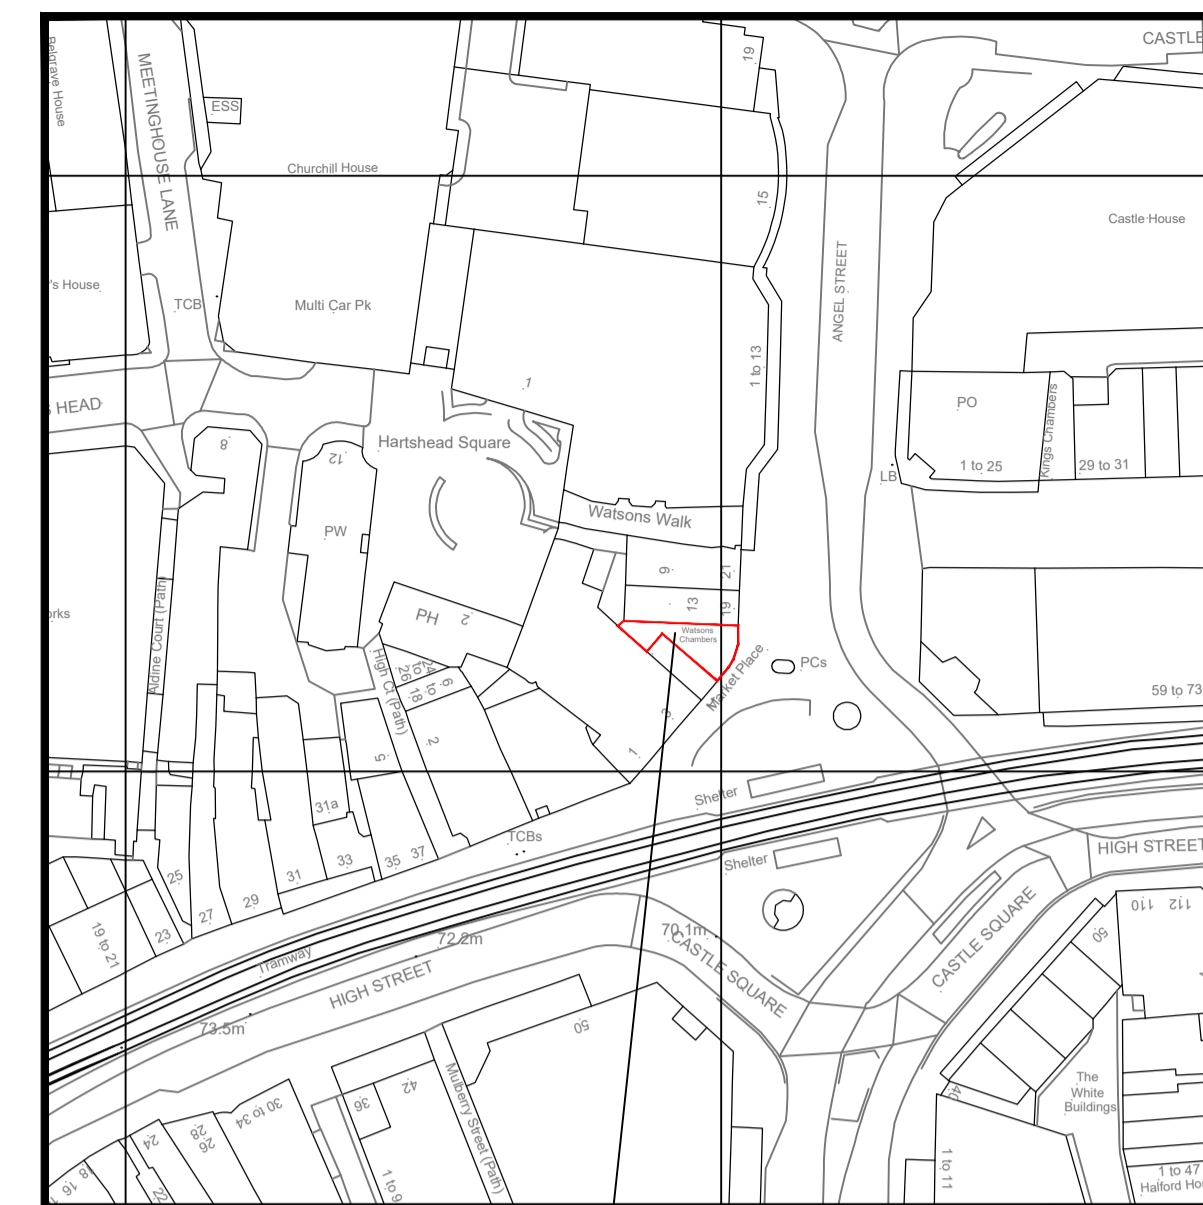 CASTLE
19
Belgrave House
MEETINGHOUSE LANE
ESS
Churchill House
15
Castle House
ANGEL STREET
's House
TCB
Multi Car Pk
1 to 13
1
S HEAD
PO
Kings Chambers
Hartshead Square
8
12
1 to 25
29 to 31
LB
Watsons Walk
PW
9
21
13
19
Aldine Court (Path)
orks
PH
2
Watsons
Chambers
Market Place
PCs
High Ct (Path)
24 to 26
6 to 18
59 to 73
3
1
2
5
Shelter
31a
TCBs
HIGH STREET
Shelter
25
31
33
35
37
27
29
23
19 to 21
110
112
50
70.1m
72.2m
CASTLE SQUARE
CASTLE SQUARE
Tramway
HIGH STREET
73.5m
50
Mulberry Street (Path)
42
36
30 to 34
28
26
24
40
The
White
Buildings
1 to 11
1 to 9
22
16
18
1 to 47
Halford Ho